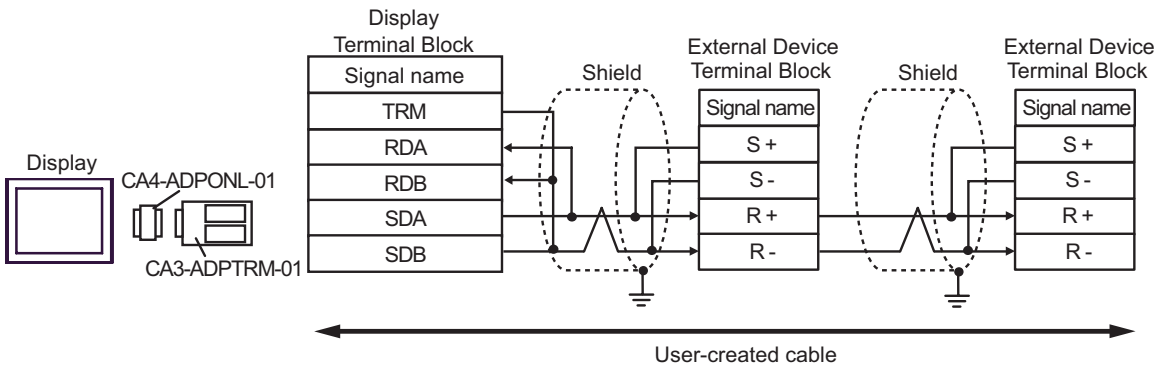 Display
Terminal Block
Signal name
TRM
RDA
RDB
SDA
SDB
Display
CA4-ADPONL-01
CA3-ADPTRM-01
Shield
External Device
Terminal Block
Signal name
S +
S -
R +
R -
Shield
External Device
Terminal Block
Signal name
S +
S -
R +
R -
User-created cable